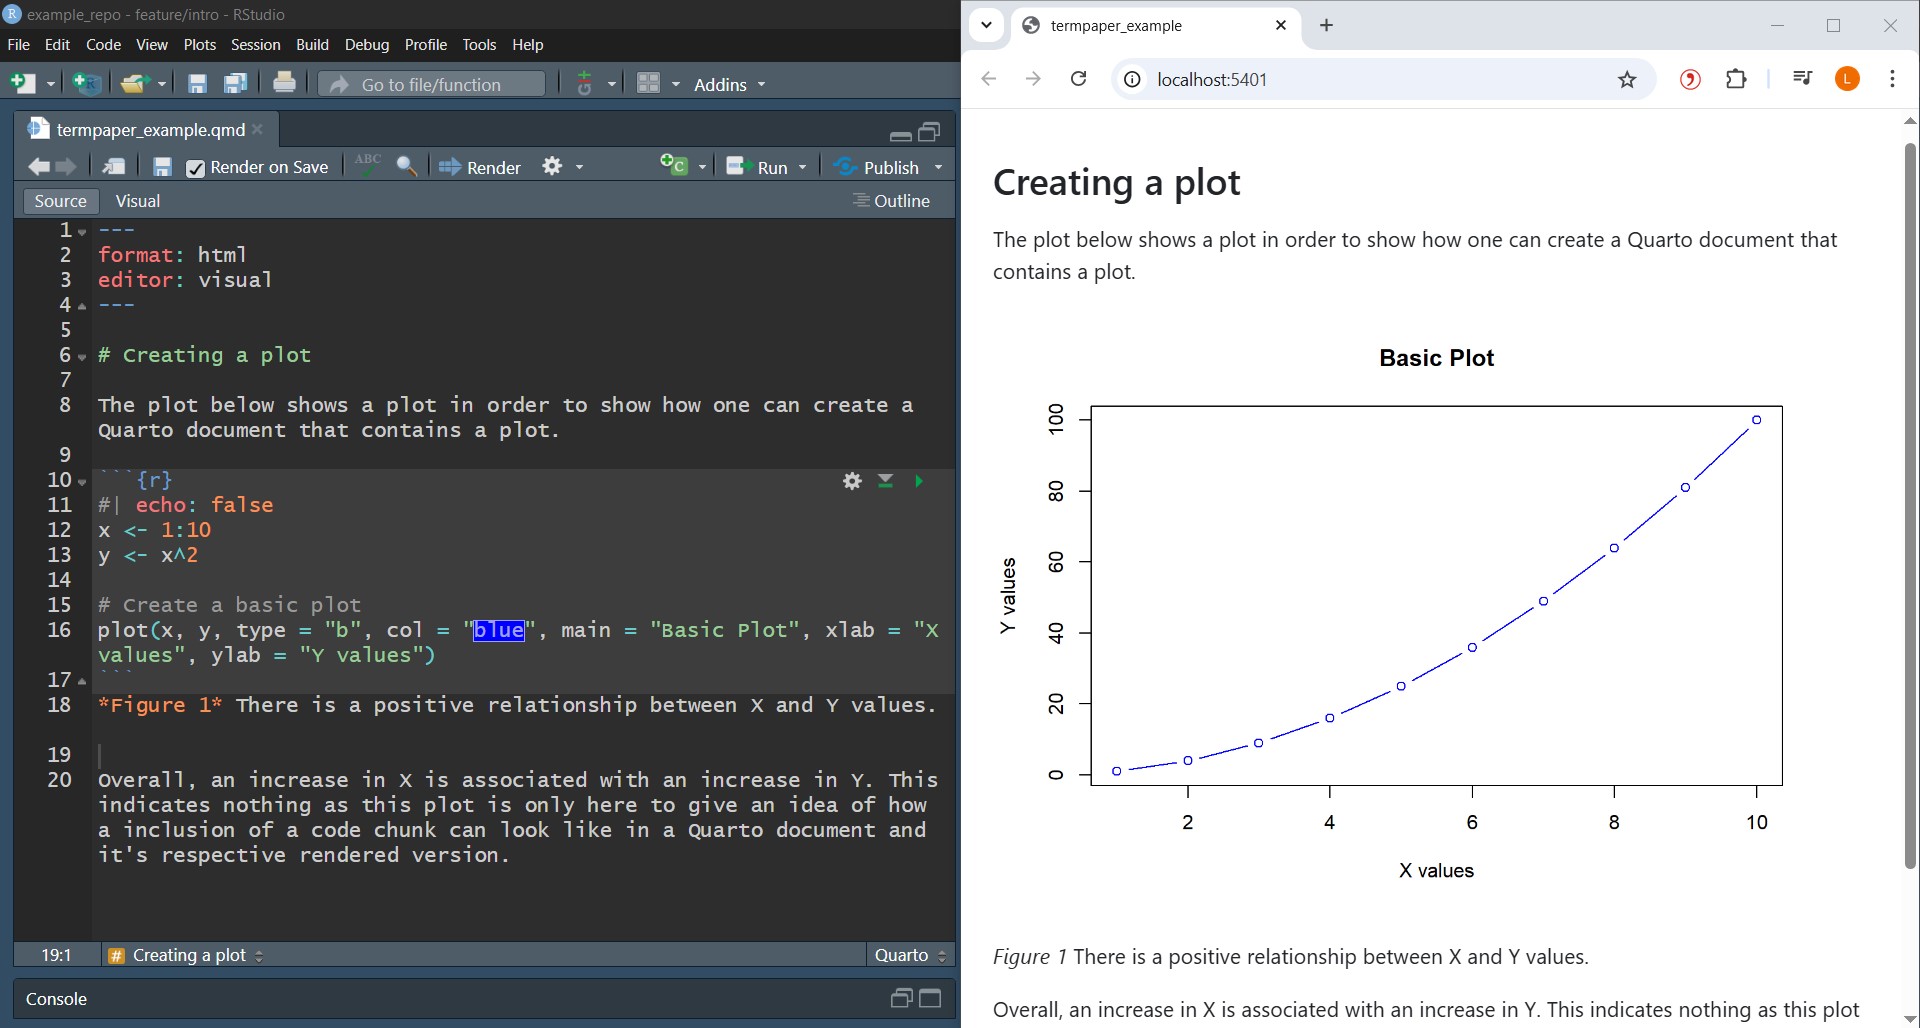 example_repo - feature/intro - RStudio
File Edit Code View Plots Session Build Debug Profile Tools Help
Go to file/function Addins
termpaper_example.qmd
ABC
Render on Save Render Run Publish
Source Visual Outline
1 ---
2 format: html
3 editor: visual
4 ---
5
6 # Creating a plot
7
8 The plot below shows a plot in order to show how one can create a
Quarto document that contains a plot.
9
10 ```{r}
11 #| echo: false
12 x <- 1:10
13 y <- x^2
14
15 # Create a basic plot
16 plot(x, y, type = "b", col = "blue", main = "Basic Plot", xlab = "X
values", ylab = "Y values")
17 ```
18 *Figure 1* There is a positive relationship between X and Y values.
19
20 Overall, an increase in X is associated with an increase in Y. This
indicates nothing as this plot is only here to give an idea of how
a inclusion of a code chunk can look like in a Quarto document and
it's respective rendered version.
19:1 # Creating a plot Quarto
Console
termpaper_example
localhost:5401
L
Creating a plot
The plot below shows a plot in order to show how one can create a Quarto document that
contains a plot.
Basic Plot
Y values
100
80
60
40
20
0
2 4 6 8 10
X values
Figure 1 There is a positive relationship between X and Y values.
Overall, an increase in X is associated with an increase in Y. This indicates nothing as this plot